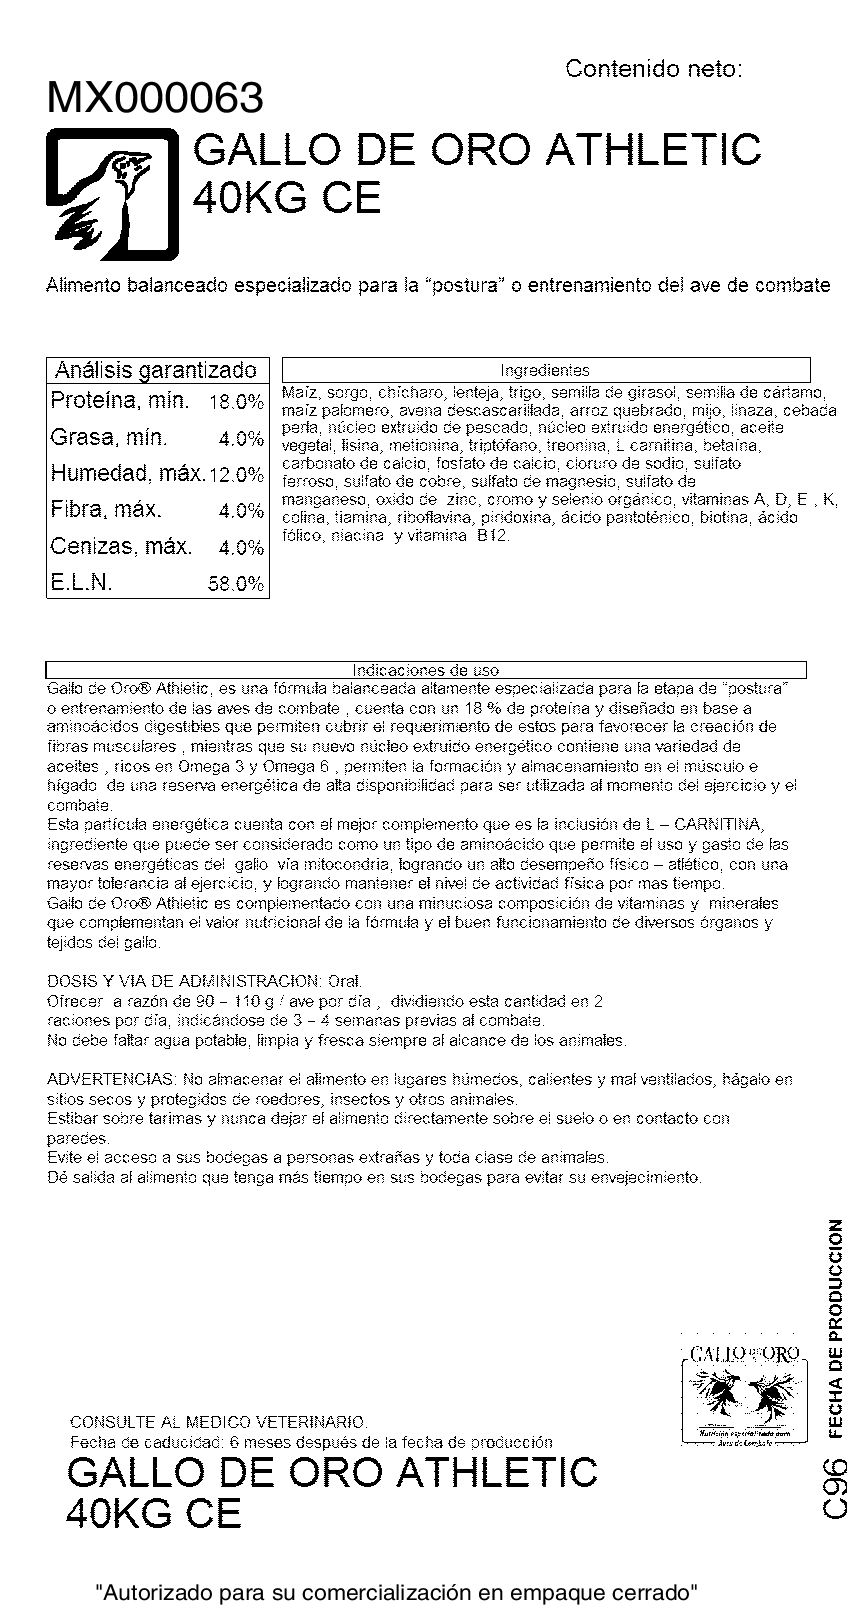 Contenido neto:
MX000063
GALLO DE ORO ATHLETIC
40KG CE
Alimento balanceado especializado para la “postura” o entrenamiento del ave de combate
Análisis garantizado
Proteína, mín. 18.0%
Grasa, mín. 4.0%
Humedad, máx. 12.0%
Fibra, máx. 4.0%
Cenizas, máx. 4.0%
E.L.N. 58.0%
Ingredientes
Maíz, sorgo, chícharo, lenteja, trigo, semilla de girasol, semilla de cártamo,
maíz palomero, avena descascarillada, arroz quebrado, mijo, linaza, cebada
perla, núcleo extruido de pescado, núcleo extruido energético, aceite
vegetal, lisina, metionina, triptófano, treonina, L carnitina, betaína,
carbonato de calcio, fosfato de calcio, cloruro de sodio, sulfato
ferroso, sulfato de cobre, sulfato de magnesio, sulfato de
manganeso, oxido de zinc, cromo y selenio orgánico, vitaminas A, D, E , K,
colina, tiamina, riboflavina, piridoxina, ácido pantoténico, biotina, ácido
fólico, niacina y vitamina B12.
Indicaciones de uso
Gallo de Oro® Athletic, es una fórmula balanceada altamente especializada para la etapa de “postura”
o entrenamiento de las aves de combate , cuenta con un 18 % de proteína y diseñado en base a
aminoácidos digestibles que permiten cubrir el requerimiento de estos para favorecer la creación de
fibras musculares , mientras que su nuevo núcleo extruido energético contiene una variedad de
aceites , ricos en Omega 3 y Omega 6 , permiten la formación y almacenamiento en el músculo e
hígado de una reserva energética de alta disponibilidad para ser utilizada al momento del ejercicio y el
combate.
Esta partícula energética cuenta con el mejor complemento que es la inclusión de L – CARNITINA,
ingrediente que puede ser considerado como un tipo de aminoácido que permite el uso y gasto de las
reservas energéticas del gallo vía mitocondria, logrando un alto desempeño físico – atlético, con una
mayor tolerancia al ejercicio, y logrando mantener el nivel de actividad física por mas tiempo.
Gallo de Oro® Athletic es complementado con una minuciosa composición de vitaminas y minerales
que complementan el valor nutricional de la fórmula y el buen funcionamiento de diversos órganos y
tejidos del gallo.
DOSIS Y VIA DE ADMINISTRACION: Oral.
Ofrecer a razón de 90 – 110 g / ave por día , dividiendo esta cantidad en 2
raciones por día, indicándose de 3 – 4 semanas previas al combate.
No debe faltar agua potable, limpia y fresca siempre al alcance de los animales.
ADVERTENCIAS: No almacenar el alimento en lugares húmedos, calientes y mal ventilados, hágalo en
sitios secos y protegidos de roedores, insectos y otros animales.
Estibar sobre tarimas y nunca dejar el alimento directamente sobre el suelo o en contacto con
paredes.
Evite el acceso a sus bodegas a personas extrañas y toda clase de animales.
Dé salida al alimento que tenga más tiempo en sus bodegas para evitar su envejecimiento.
C96 FECHA DE PRODUCCION
GALLO DE ORO
Nutrición especializada para
Aves de Combate
CONSULTE AL MEDICO VETERINARIO.
Fecha de caducidad: 6 meses después de la fecha de producción
GALLO DE ORO ATHLETIC
40KG CE
"Autorizado para su comercialización en empaque cerrado"